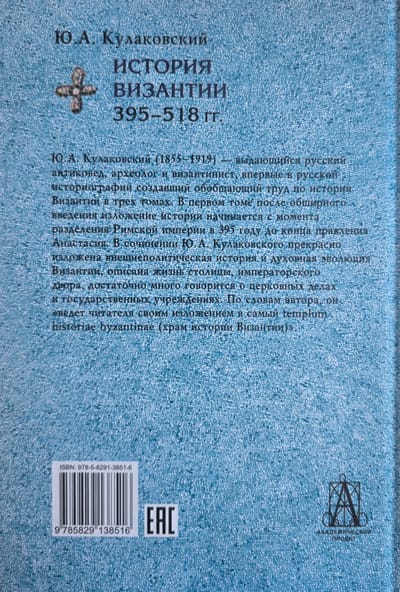 Ю.А. Кулаковский
ИСТОРИЯ
ВИЗАНТИИ
395–518 гг.
Ю. А. Кулаковский (1855–1919) — выдающийся русский
антиковед, археолог и византинист, впервые в русской
историографии создавший обобщающий труд по истории
Византии в трех томах. В первом томе после обширного
введения изложение истории начинается с момента
разделения Римской империи в 395 году до конца правления
Анастасия. В сочинении Ю. А. Кулаковского прекрасно
изложена внешнеполитическая история и духовная эволюция
Византии, описана жизнь столицы, императорского
двора, достаточно много говорится о церковных делах
и государственных учреждениях. По словам автора, он
«ведет читателя своим изложением в самый templum
historiae byzantinae (храм истории Византии)».
ISBN: 978-5-8291-3851-6
9 785829 138516
EAC
АКАДЕМИЧЕСКИЙ
ПРОЕКТ